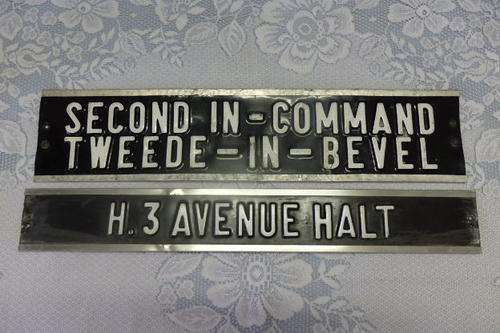 SECOND IN-COMMAND
TWEEDE-IN-BEVEL
H. 3 AVENUE HALT